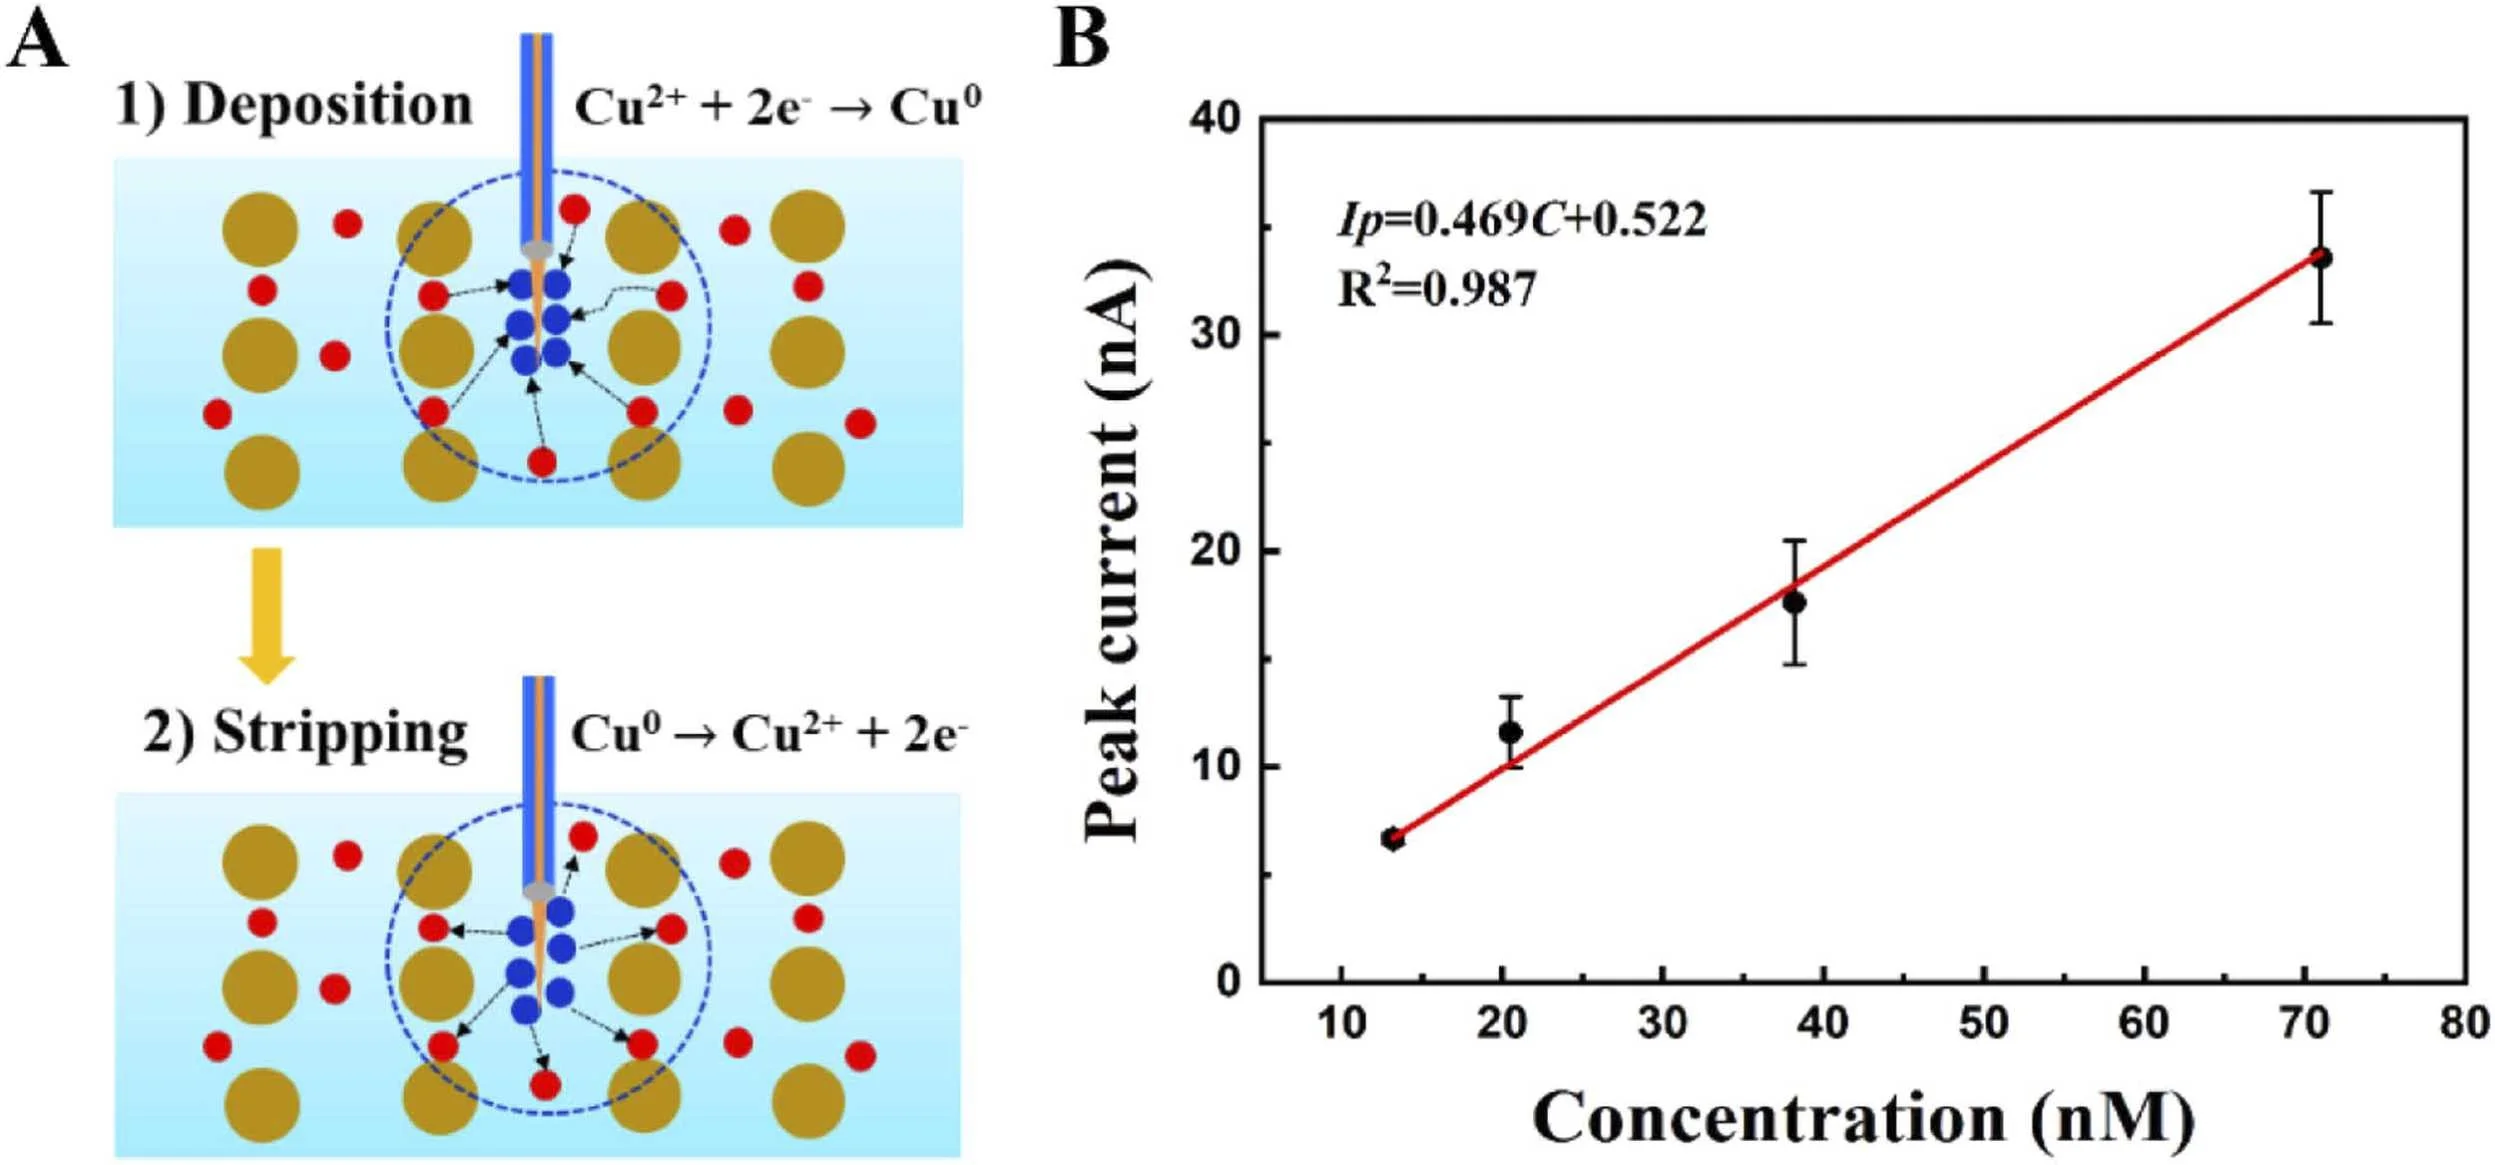 A
1) Deposition
Cu²⁺ + 2e⁻ → Cu⁰
2) Stripping
Cu⁰ → Cu²⁺ + 2e⁻
B
Ip=0.469C+0.522
R²=0.987
Peak current (nA)
40
30
20
10
0
10 20 30 40 50 60 70 80
Concentration (nM)